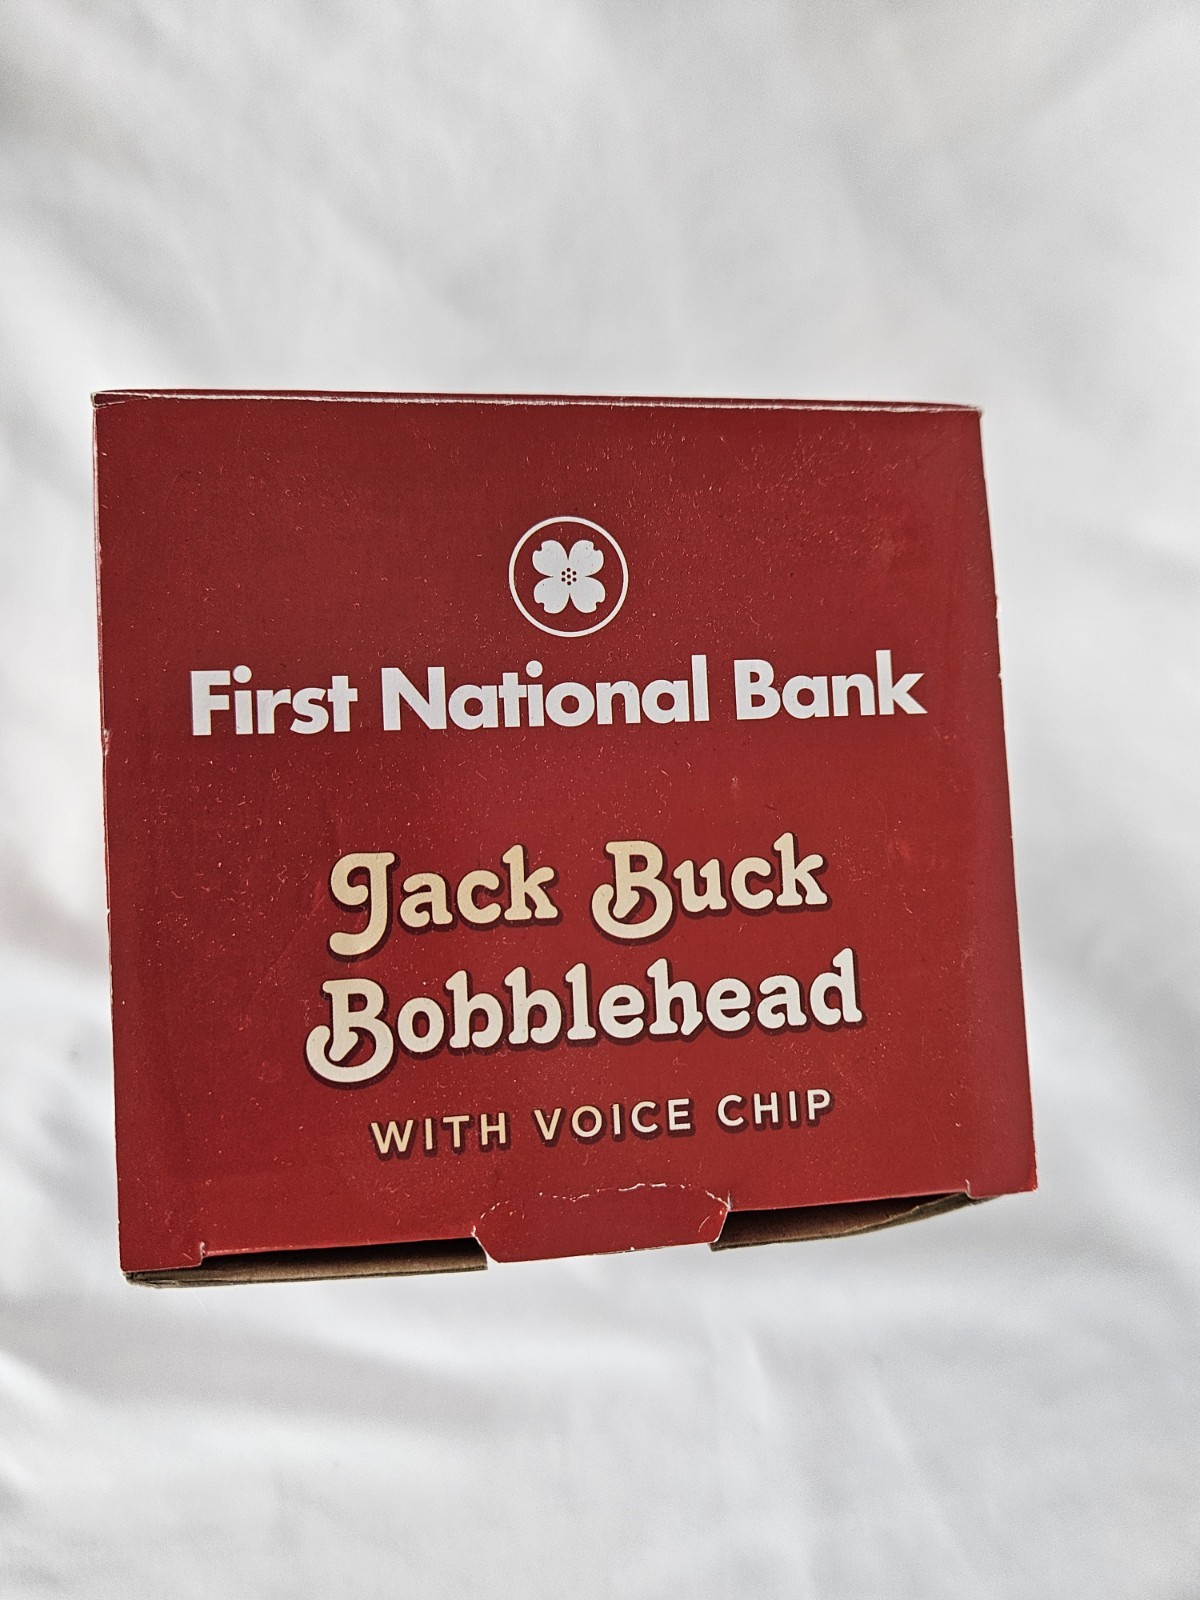 First National Bank
Jack Buck
Bobblehead
WITH VOICE CHIP